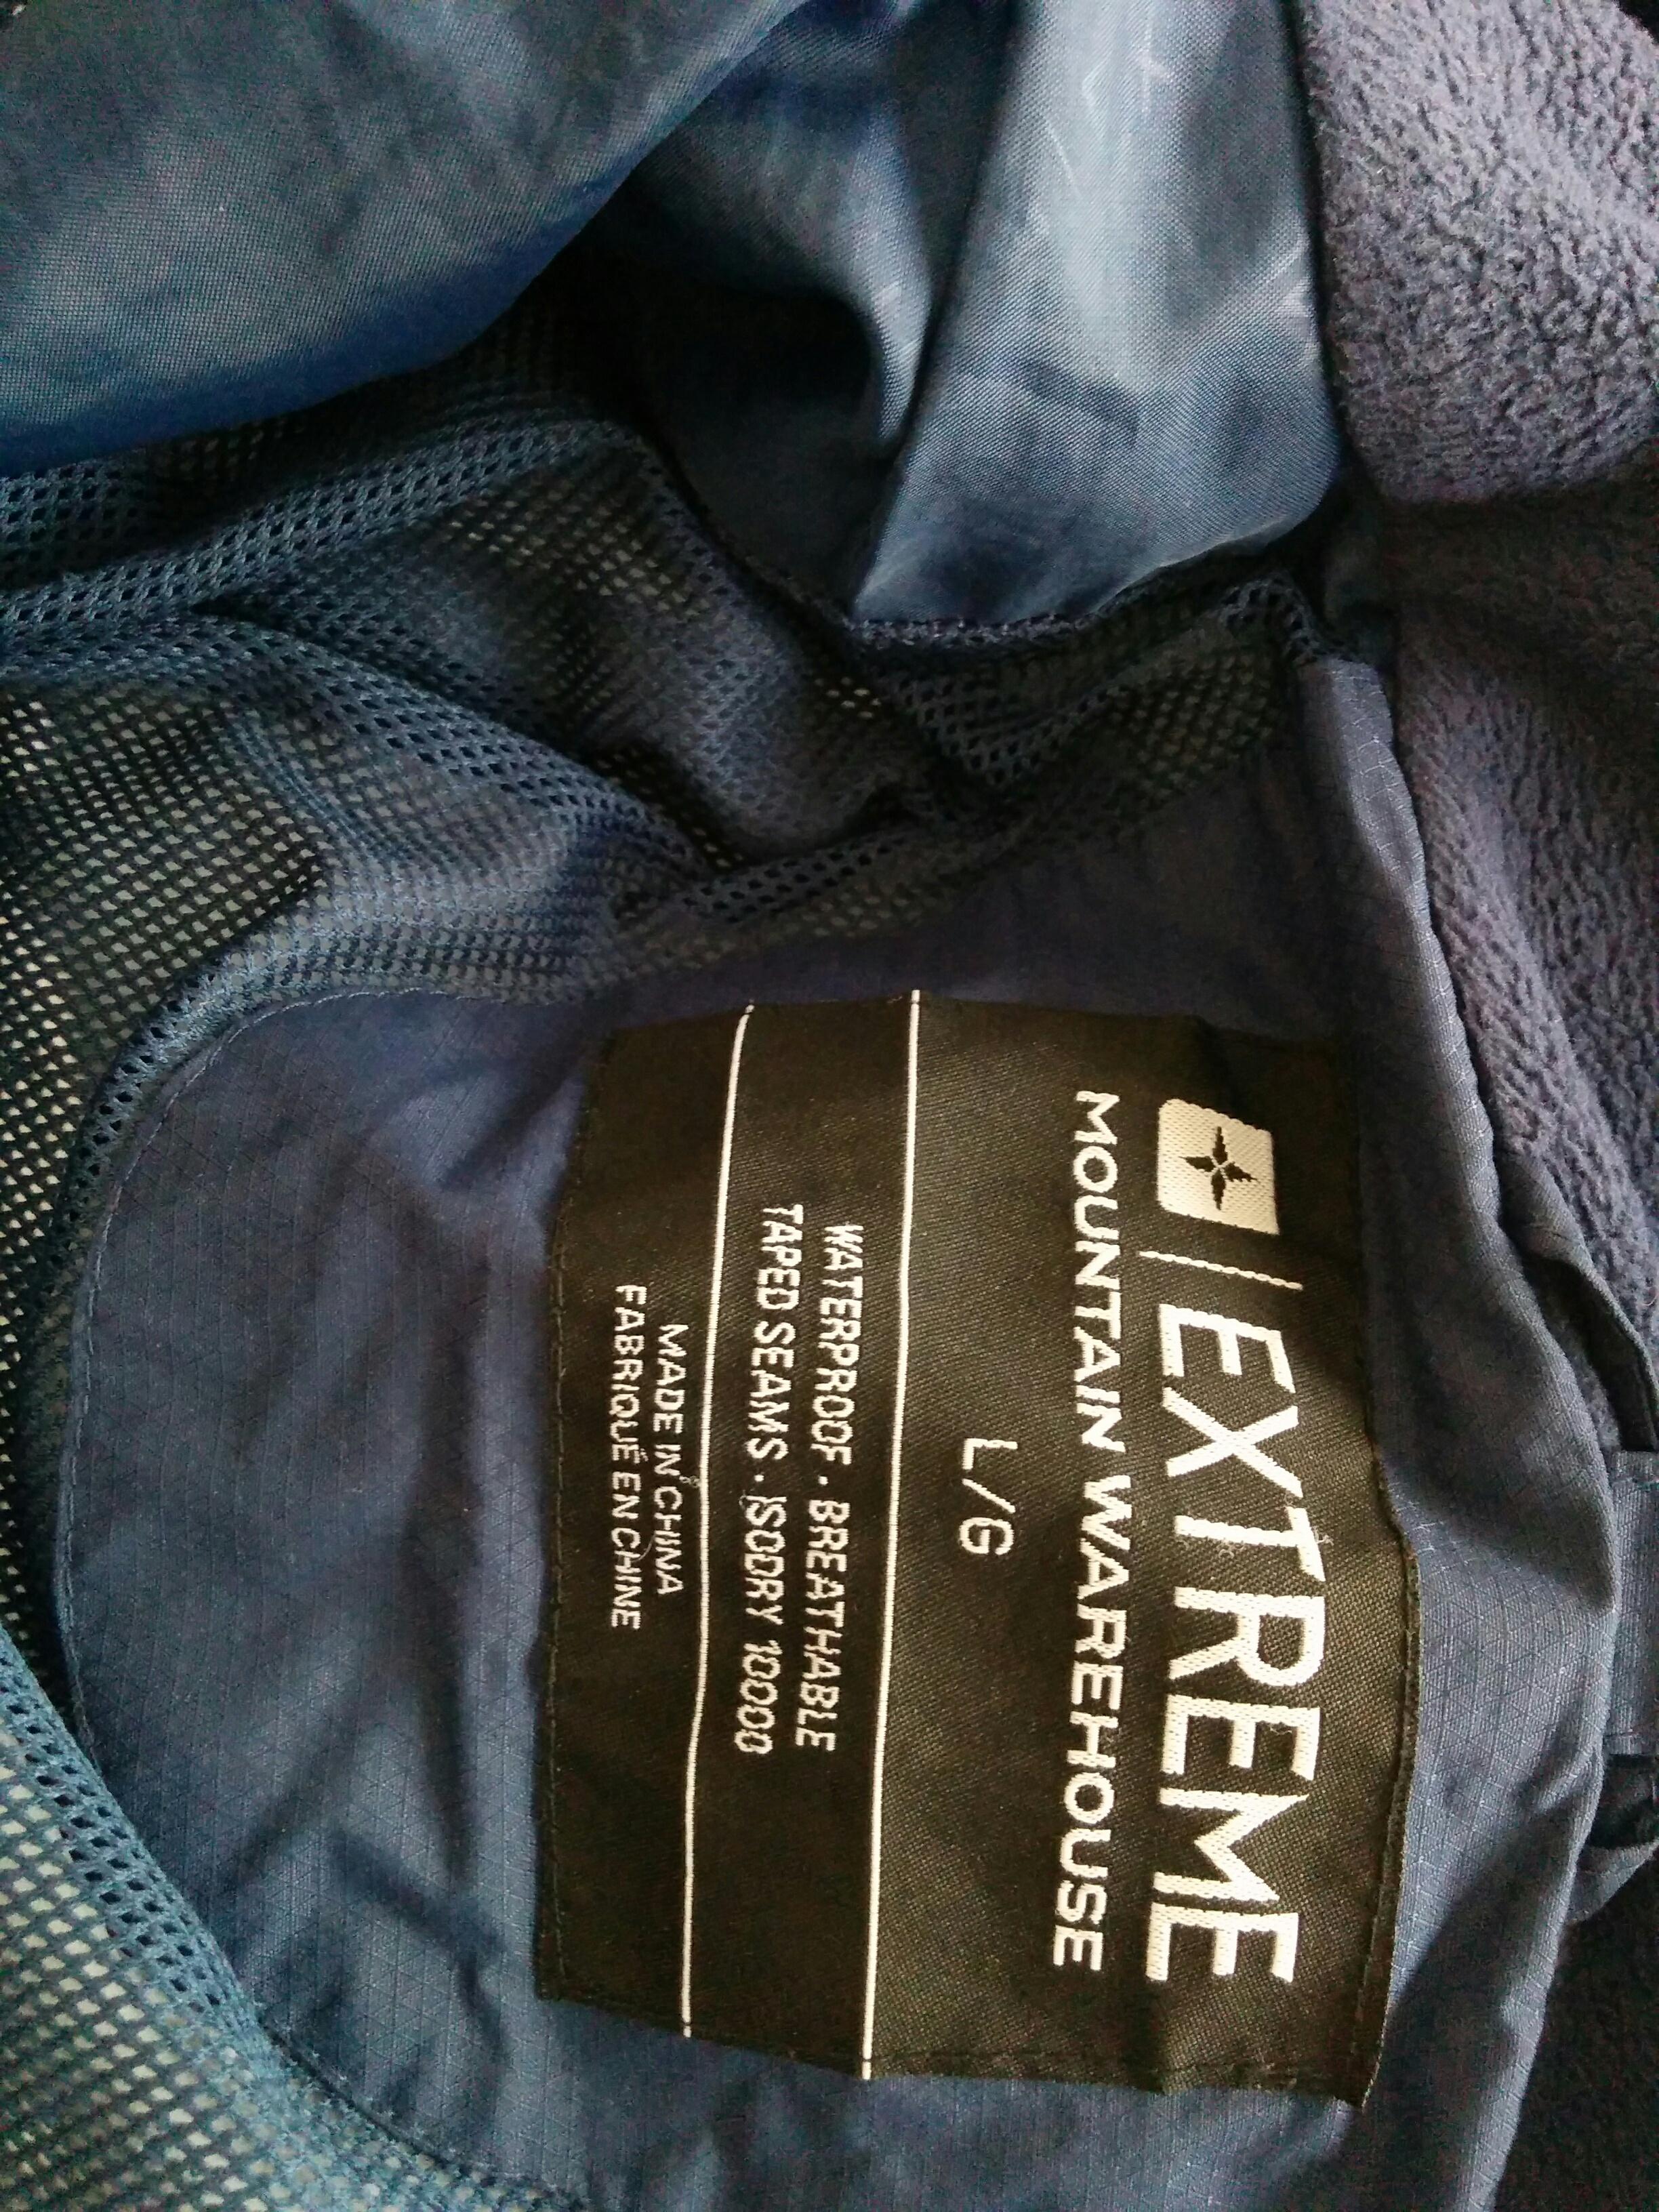 EXTREME
MOUNTAIN WAREHOUSE
L/G
WATERPROOF . BREATHABLE
TAPED SEAMS . ISODRY 10000
MADE IN CHINA
FABRIQUÉ EN CHINE